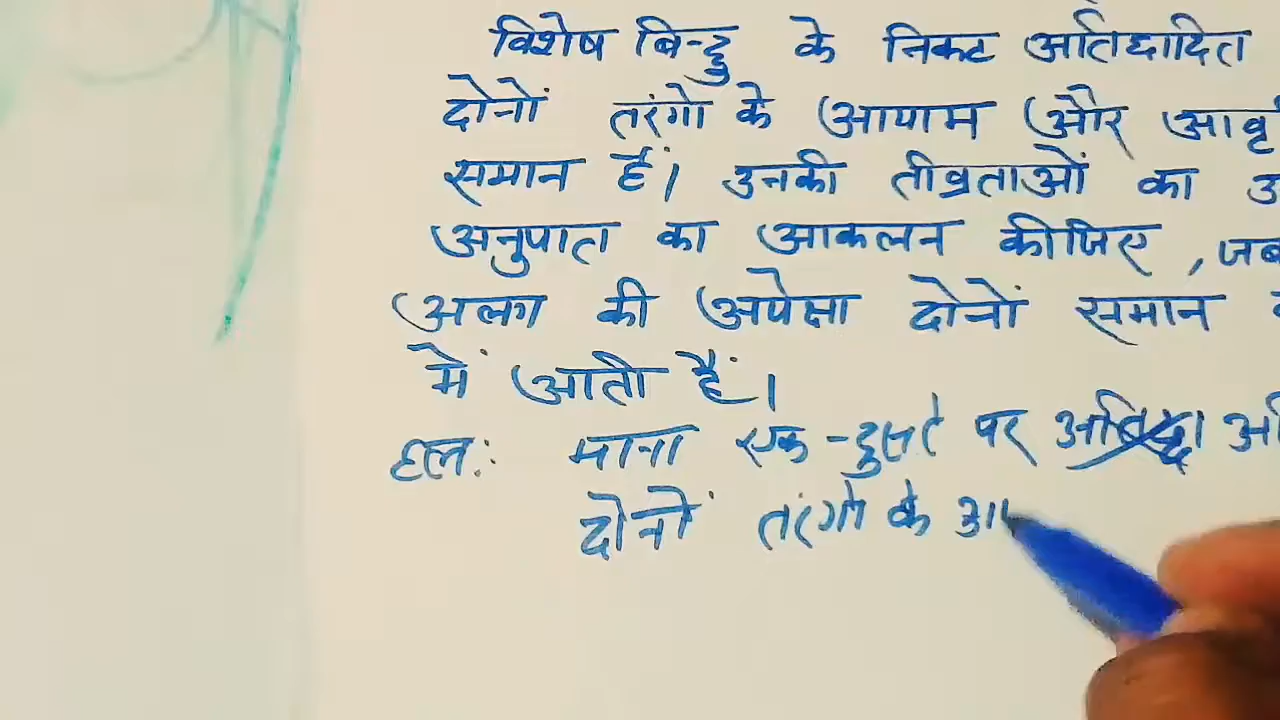 विशेष बिन्दु के निकट अतिछादित
दोनों तरंगो के आयाम और आवृ
समान हैं। उनकी तीव्रताओं का उ
अनुपात का आकलन कीजिए , जब
अलग की अपेक्षा दोनों समान
में आती हैं।
हल: माना एक-दुसरे पर
दोनों तरंगो के आ